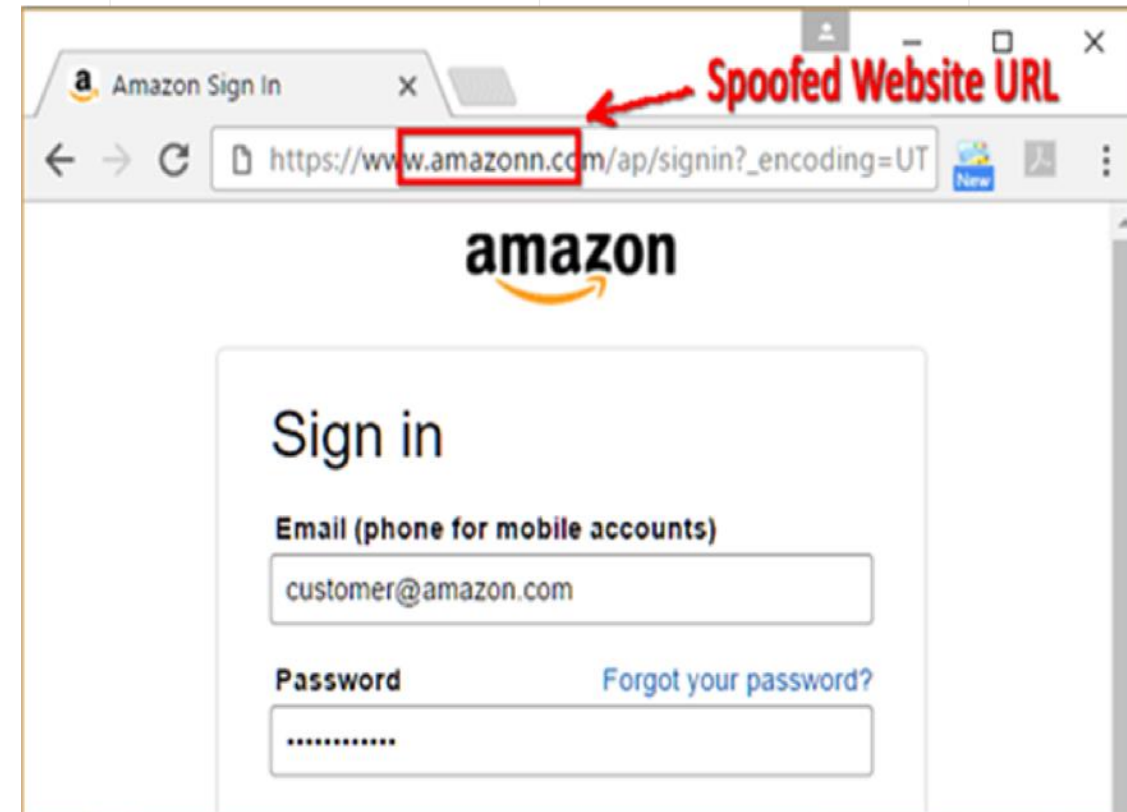 Amazon Sign In
Spoofed Website URL
https://www.amazonn.com/ap/signin?_encoding=UT
New
amazon
Sign in
Email (phone for mobile accounts)
customer@amazon.com
Password Forgot your password?
••••••••••••